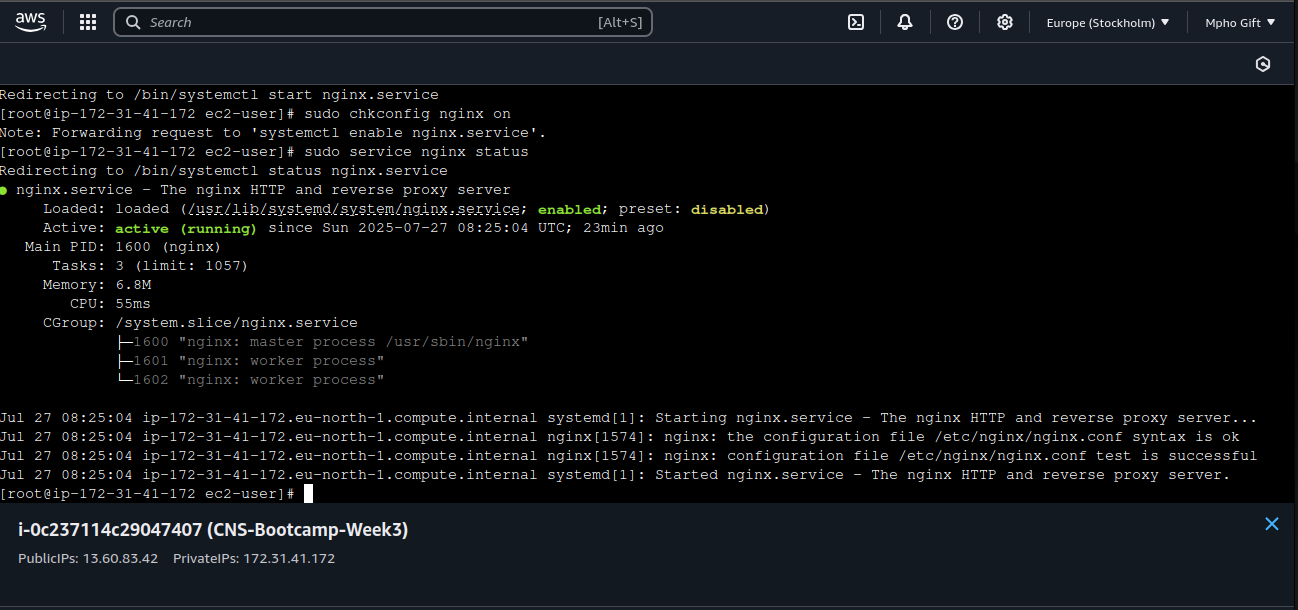 aws Search [Alt+S] Europe (Stockholm) Mpho Gift
Redirecting to /bin/systemctl start nginx.service
[root@ip-172-31-41-172 ec2-user]# sudo chkconfig nginx on
Note: Forwarding request to 'systemctl enable nginx.service'.
[root@ip-172-31-41-172 ec2-user]# sudo service nginx status
Redirecting to /bin/systemctl status nginx.service
● nginx.service - The nginx HTTP and reverse proxy server
Loaded: loaded (/usr/lib/systemd/system/nginx.service; enabled; preset: disabled)
Active: active (running) since Sun 2025-07-27 08:25:04 UTC; 23min ago
Main PID: 1600 (nginx)
Tasks: 3 (limit: 1057)
Memory: 6.8M
CPU: 55ms
CGroup: /system.slice/nginx.service
├─1600 "nginx: master process /usr/sbin/nginx"
├─1601 "nginx: worker process"
└─1602 "nginx: worker process"
Jul 27 08:25:04 ip-172-31-41-172.eu-north-1.compute.internal systemd[1]: Starting nginx.service - The nginx HTTP and reverse proxy server...
Jul 27 08:25:04 ip-172-31-41-172.eu-north-1.compute.internal nginx[1574]: nginx: the configuration file /etc/nginx/nginx.conf syntax is ok
Jul 27 08:25:04 ip-172-31-41-172.eu-north-1.compute.internal nginx[1574]: nginx: configuration file /etc/nginx/nginx.conf test is successful
Jul 27 08:25:04 ip-172-31-41-172.eu-north-1.compute.internal systemd[1]: Started nginx.service - The nginx HTTP and reverse proxy server.
[root@ip-172-31-41-172 ec2-user]#
i-0c237114c29047407 (CNS-Bootcamp-Week3)
PublicIPs: 13.60.83.42 PrivateIPs: 172.31.41.172